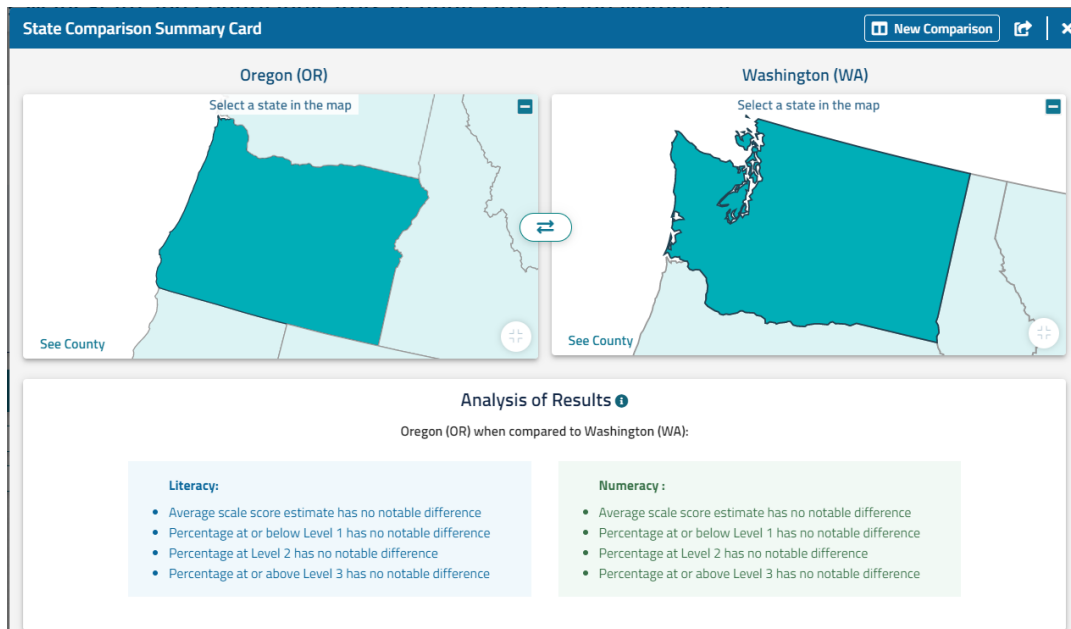 State Comparison Summary Card
New Comparison
Oregon (OR)
Select a state in the map
See County
Washington (WA)
Select a state in the map
See County
Analysis of Results
Oregon (OR) when compared to Washington (WA):
Literacy:
Average scale score estimate has no notable difference
Percentage at or below Level 1 has no notable difference
Percentage at Level 2 has no notable difference
Percentage at or above Level 3 has no notable difference
Numeracy :
Average scale score estimate has no notable difference
Percentage at or below Level 1 has no notable difference
Percentage at Level 2 has no notable difference
Percentage at or above Level 3 has no notable difference